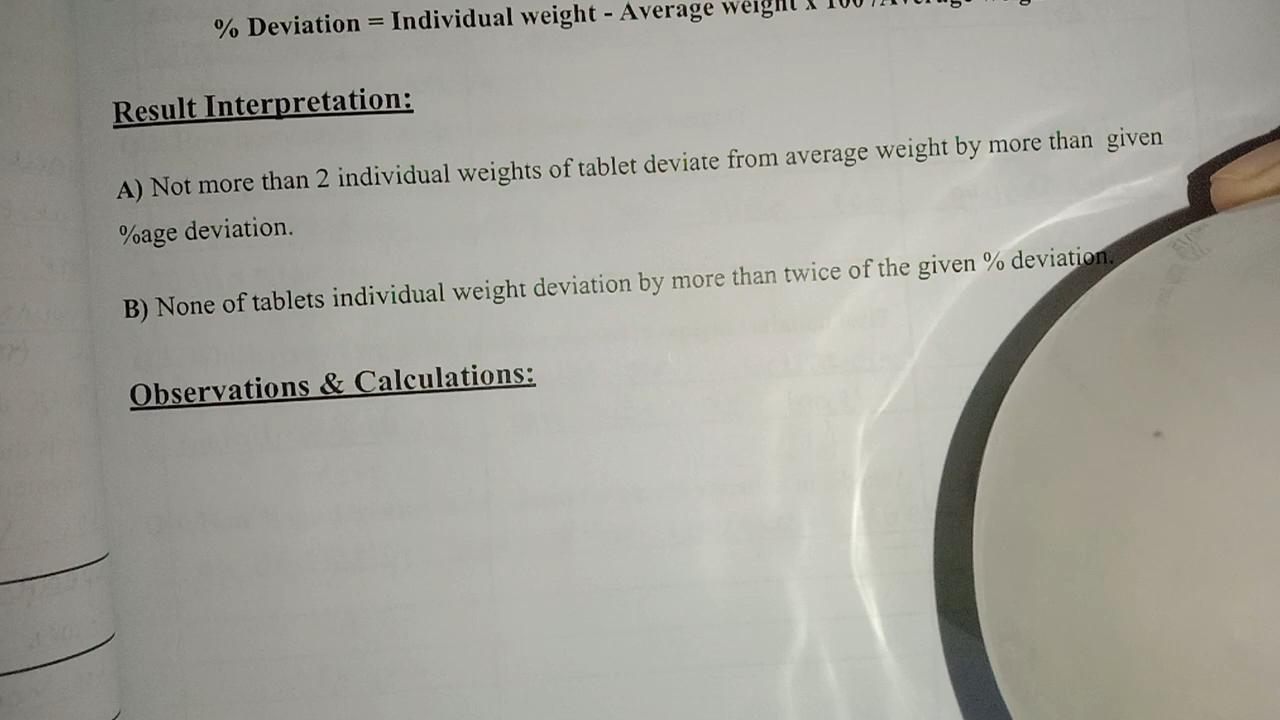 % Deviation = Individual weight - Average weight x 100
Result Interpretation:
A) Not more than 2 individual weights of tablet deviate from average weight by more than given
%age deviation.
B) None of tablets individual weight deviation by more than twice of the given % deviation.
Observations & Calculations: